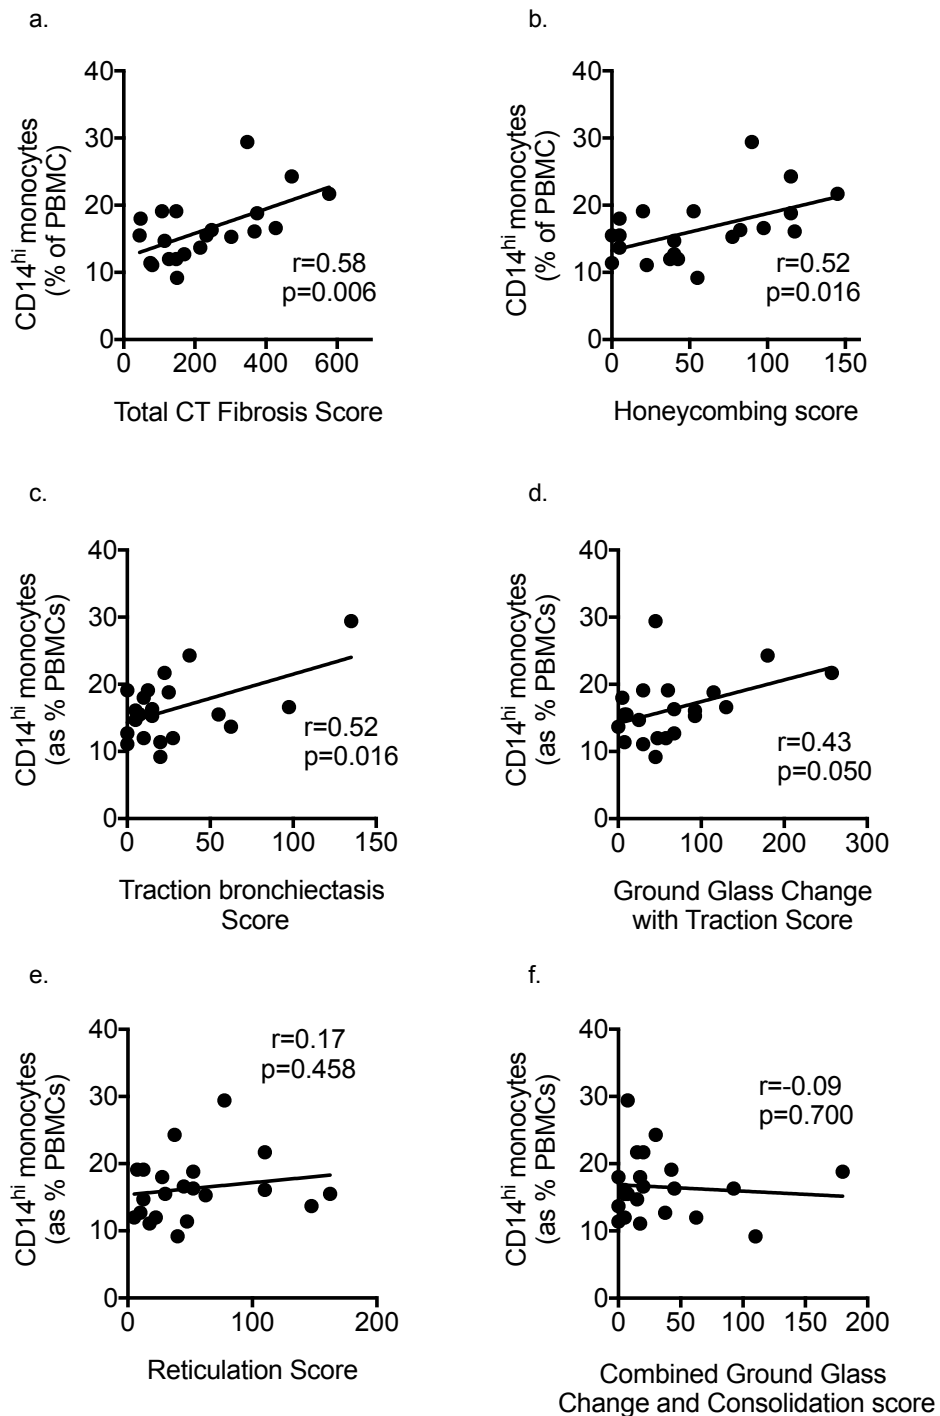 a.
CD14hi monocytes
(% of PBMC)
40
30
20
10
0
r=0.58
p=0.006
0 200 400 600
Total CT Fibrosis Score
b.
CD14hi monocytes
(% of PBMC)
40
30
20
10
0
r=0.52
p=0.016
0 50 100 150
Honeycombing score
c.
CD14hi monocytes
(as % PBMCs)
40
30
20
10
0
r=0.52
p=0.016
0 50 100 150
Traction bronchiectasis
Score
d.
CD14hi monocytes
(as % PBMCs)
40
30
20
10
0
r=0.43
p=0.050
0 100 200 300
Ground Glass Change
with Traction Score
e.
CD14hi monocytes
(as % PBMCs)
40
30
20
10
0
r=0.17
p=0.458
0 100 200
Reticulation Score
f.
CD14hi monocytes
(as % PBMCs)
40
30
20
10
0
r=-0.09
p=0.700
0 50 100 150 200
Combined Ground Glass
Change and Consolidation score